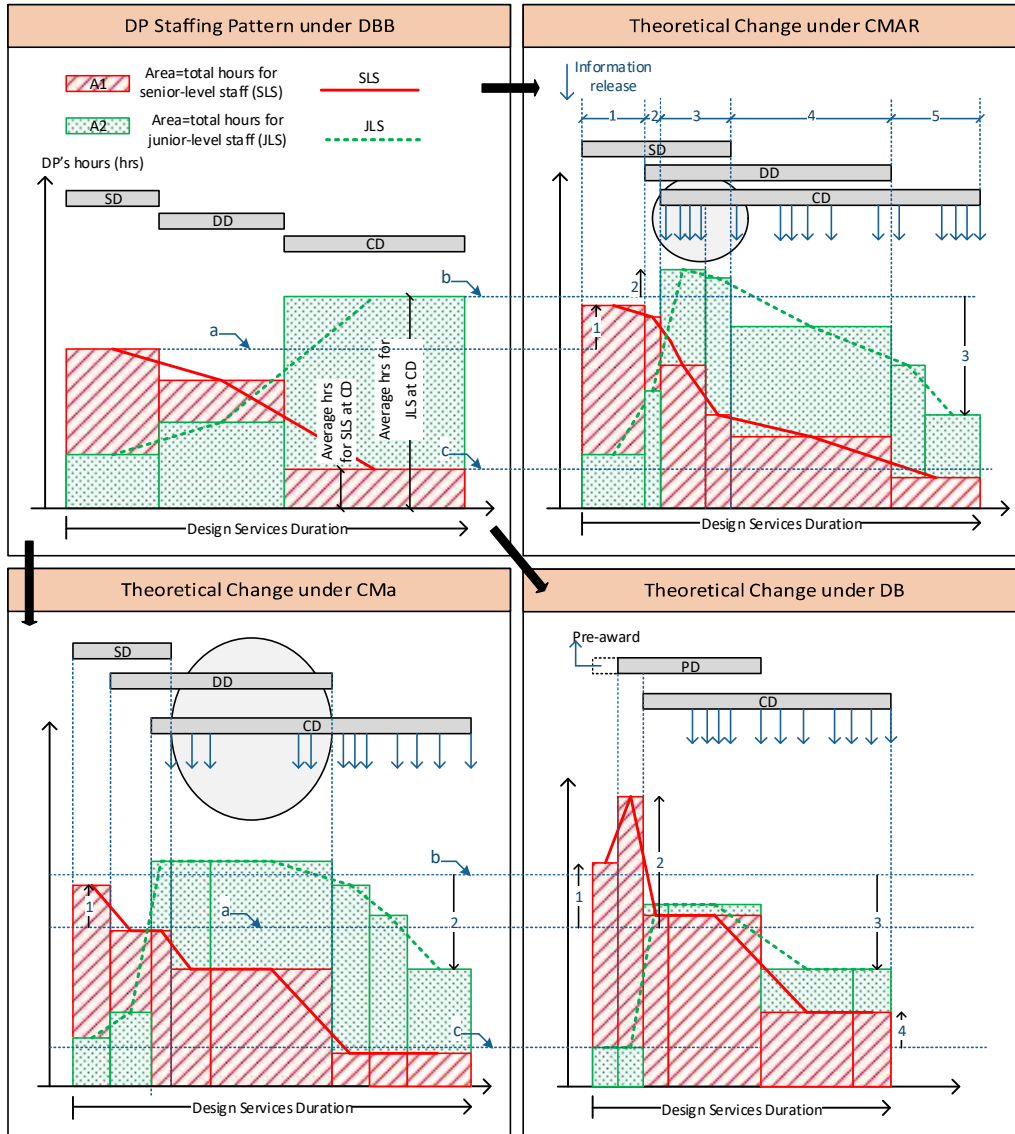 DP Staffing Pattern under DBB
A1
Area=total hours for
senior-level staff (SLS)
SLS
A2
Area=total hours for
junior-level staff (JLS)
JLS
DP's hours (hrs)
SD
DD
CD
b
a
c
Average hrs
for SLS at CD
Average hrs for
JLS at CD
Design Services Duration
Theoretical Change under CMAR
Information
release
1
2
3
4
5
SD
DD
CD
2
1
3
Design Services Duration
Theoretical Change under CMa
SD
DD
CD
b
1
a
2
c
Design Services Duration
Theoretical Change under DB
Pre-award
PD
CD
1
2
3
4
Design Services Duration